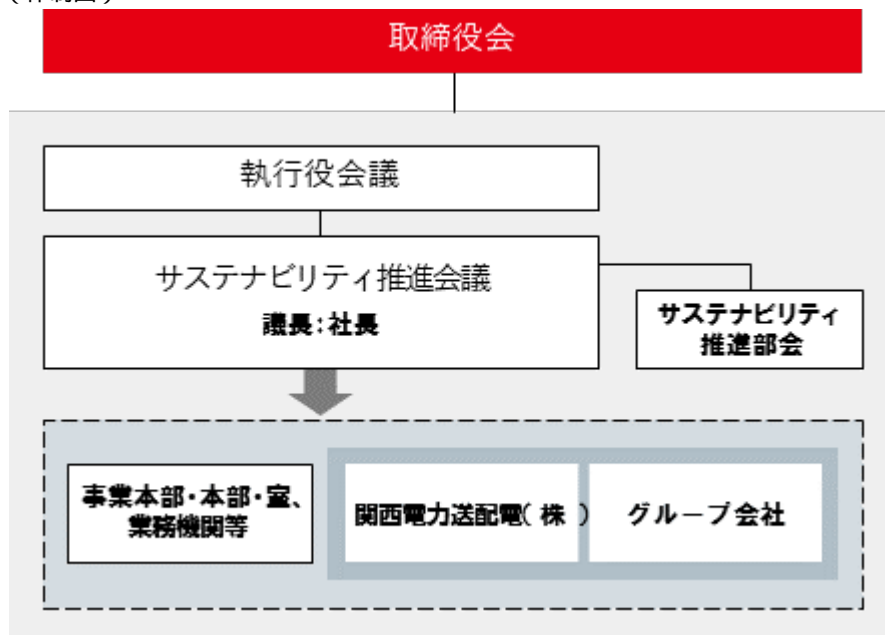 取締役会
執行役会議
サステナビリティ推進会議
議長：社長
サステナビリティ
推進部会
事業本部・本部・室、
業務機関等
関西電力送配電（株）
グループ会社